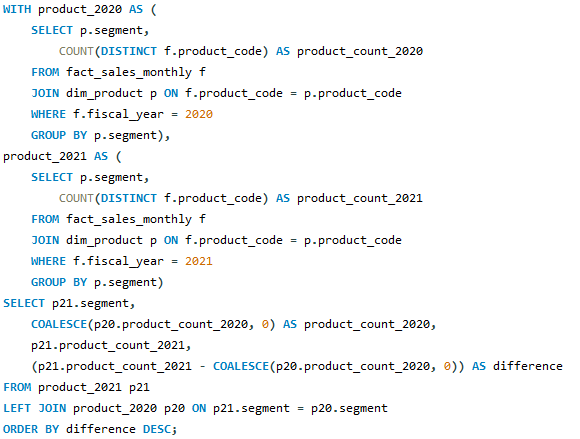 WITH product_2020 AS (
    SELECT p.segment,
        COUNT(DISTINCT f.product_code) AS product_count_2020
    FROM fact_sales_monthly f
    JOIN dim_product p ON f.product_code = p.product_code
    WHERE f.fiscal_year = 2020
    GROUP BY p.segment),
product_2021 AS (
    SELECT p.segment,
        COUNT(DISTINCT f.product_code) AS product_count_2021
    FROM fact_sales_monthly f
    JOIN dim_product p ON f.product_code = p.product_code
    WHERE f.fiscal_year = 2021
    GROUP BY p.segment)
SELECT p21.segment,
    COALESCE(p20.product_count_2020, 0) AS product_count_2020,
    p21.product_count_2021,
    (p21.product_count_2021 - COALESCE(p20.product_count_2020, 0)) AS difference
FROM product_2021 p21
LEFT JOIN product_2020 p20 ON p21.segment = p20.segment
ORDER BY difference DESC;